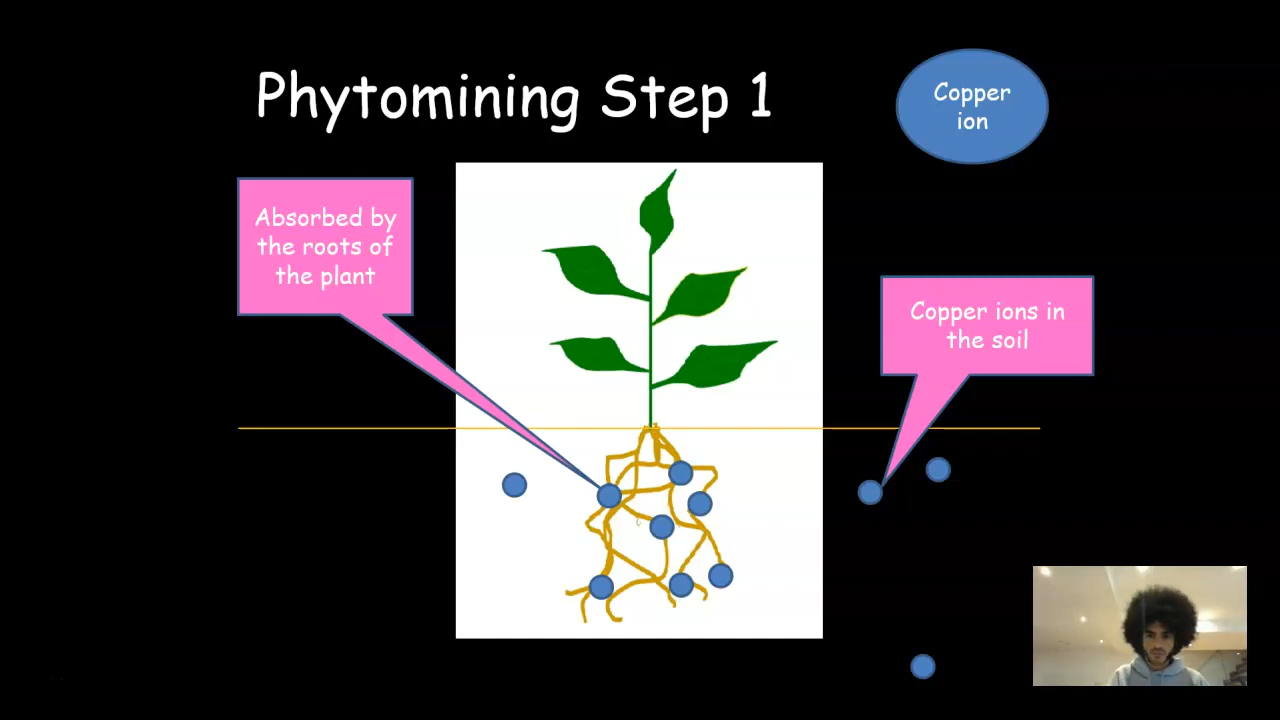 Phytomining Step 1
Copper
ion
Absorbed by
the roots of
the plant
Copper ions in
the soil